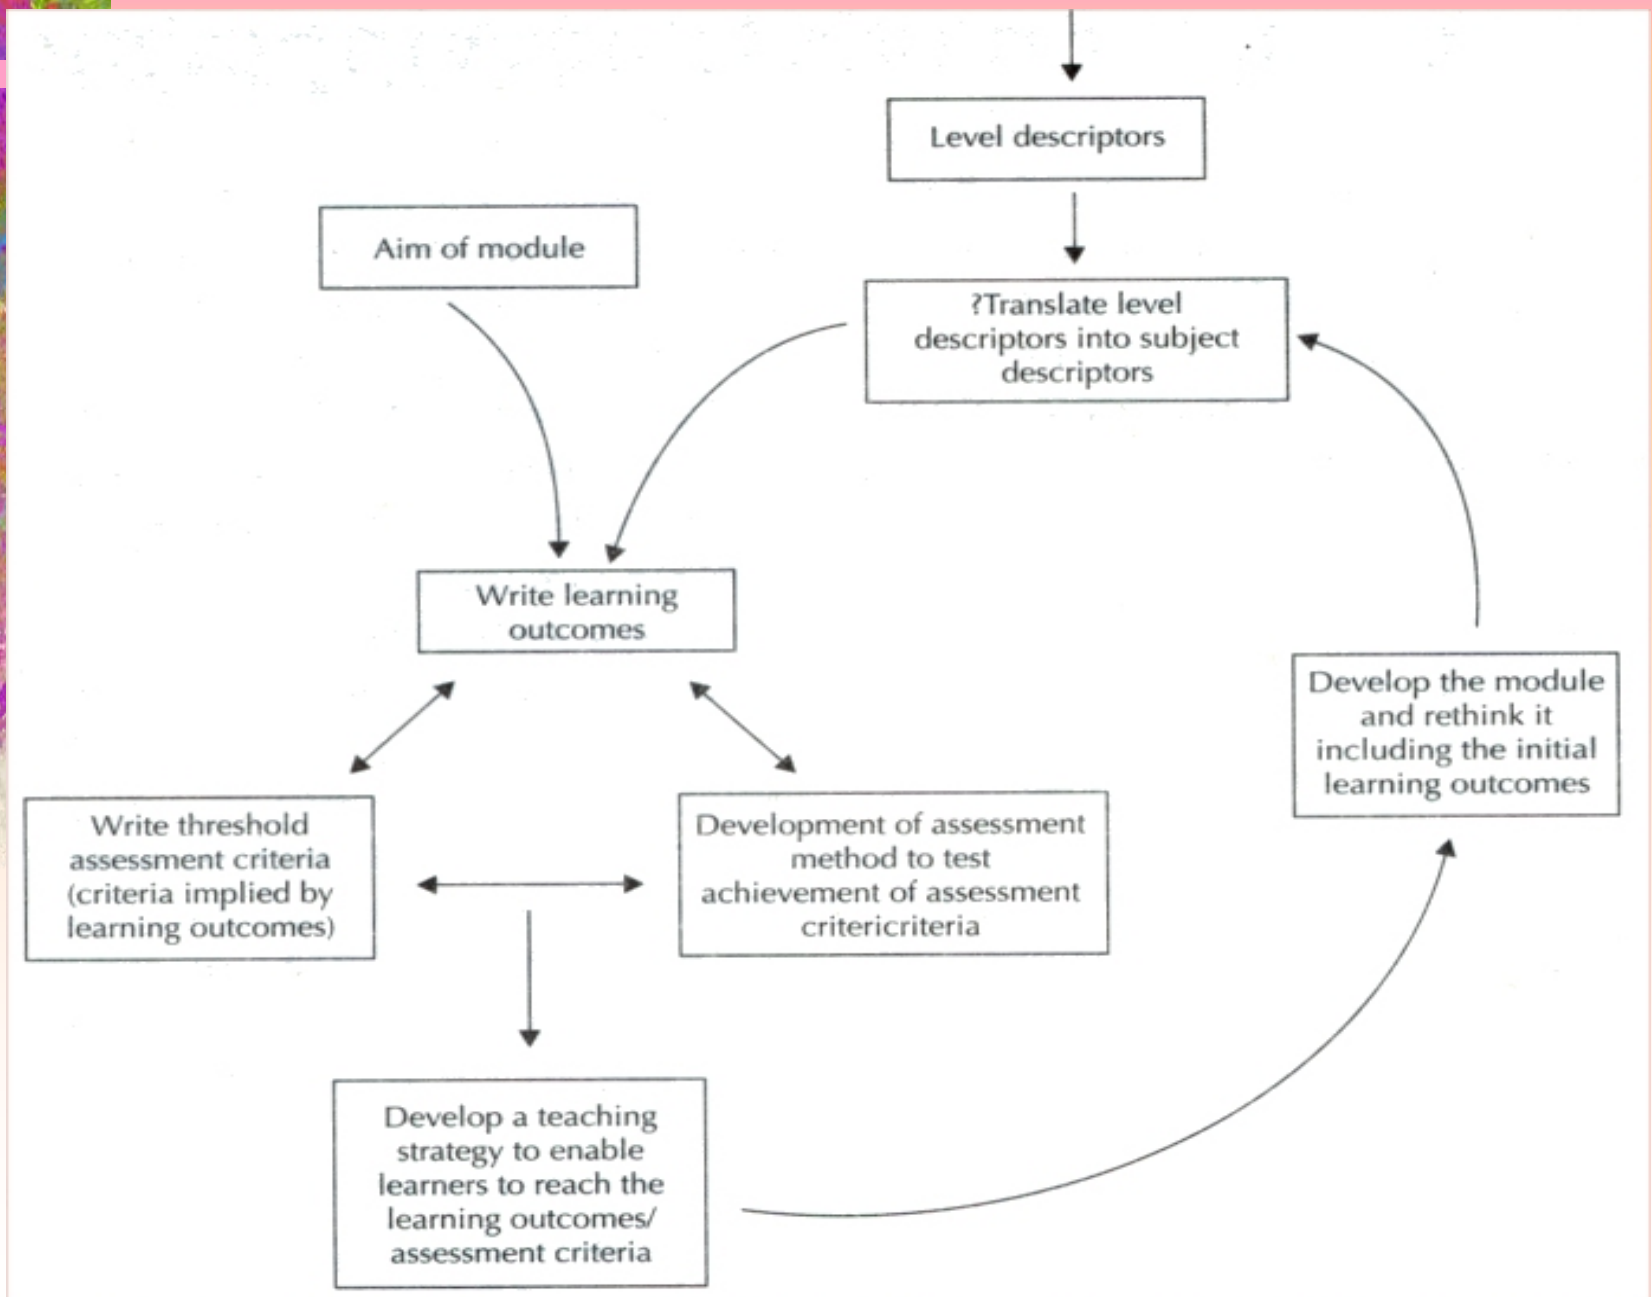 Level descriptors
Aim of module
?Translate level
descriptors into subject
descriptors
Write learning
outcomes
Develop the module
and rethink it
including the initial
learning outcomes
Write threshold
assessment criteria
(criteria implied by
learning outcomes)
Development of assessment
method to test
achievement of assessment
critericriteria
Develop a teaching
strategy to enable
learners to reach the
learning outcomes/
assessment criteria